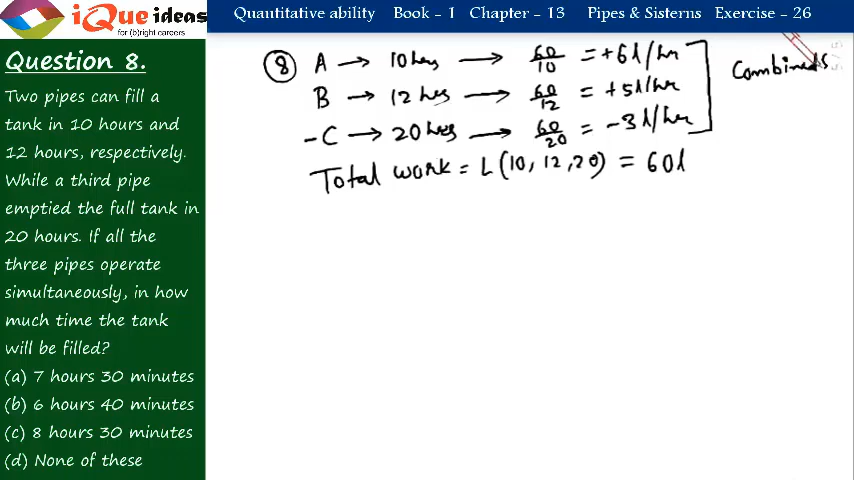 iQue ideas
for (b)right careers
Quantitative ability Book - 1 Chapter - 13 Pipes & Sisterns Exercise - 26
Question 8.
Two pipes can fill a
tank in 10 hours and
12 hours, respectively.
While a third pipe
emptied the full tank in
20 hours. If all the
three pipes operate
simultaneously, in how
much time the tank
will be filled?
(a) 7 hours 30 minutes
(b) 6 hours 40 minutes
(c) 8 hours 30 minutes
(d) None of these
8 A → 10 hrs → 60/10 = +6l/hr
B → 12 hrs → 60/12 = +5l/hr
-C → 20 hrs → 60/20 = -3l/hr
Combined
Total work = L(10, 12, 20) = 60l